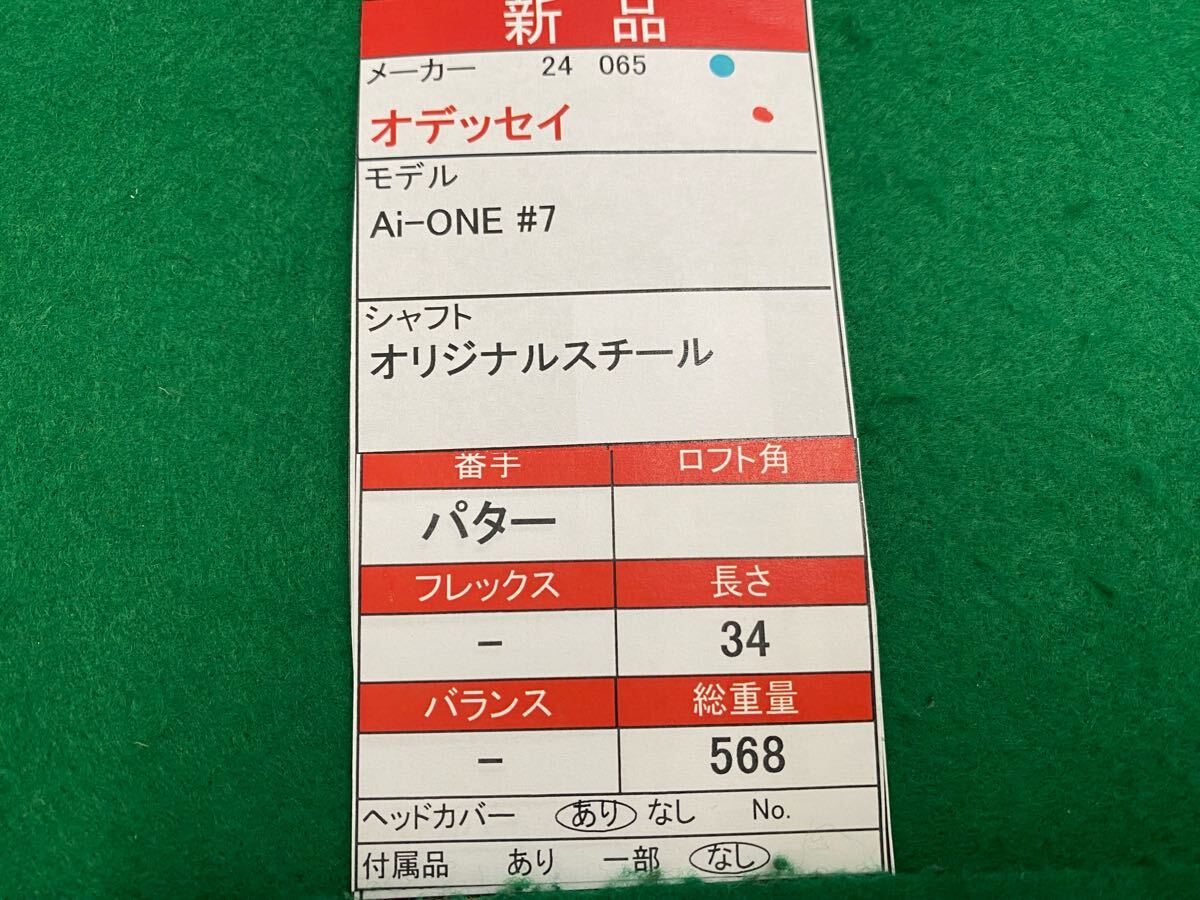 新品
メーカー 24 065
オデッセイ
モデル
Ai-ONE #7
シャフト
オリジナルスチール
番手 ロフト角
パター
フレックス 長さ
- 34
バランス 総重量
- 568
ヘッドカバー あり なし No.
付属品 あり 一部 なし